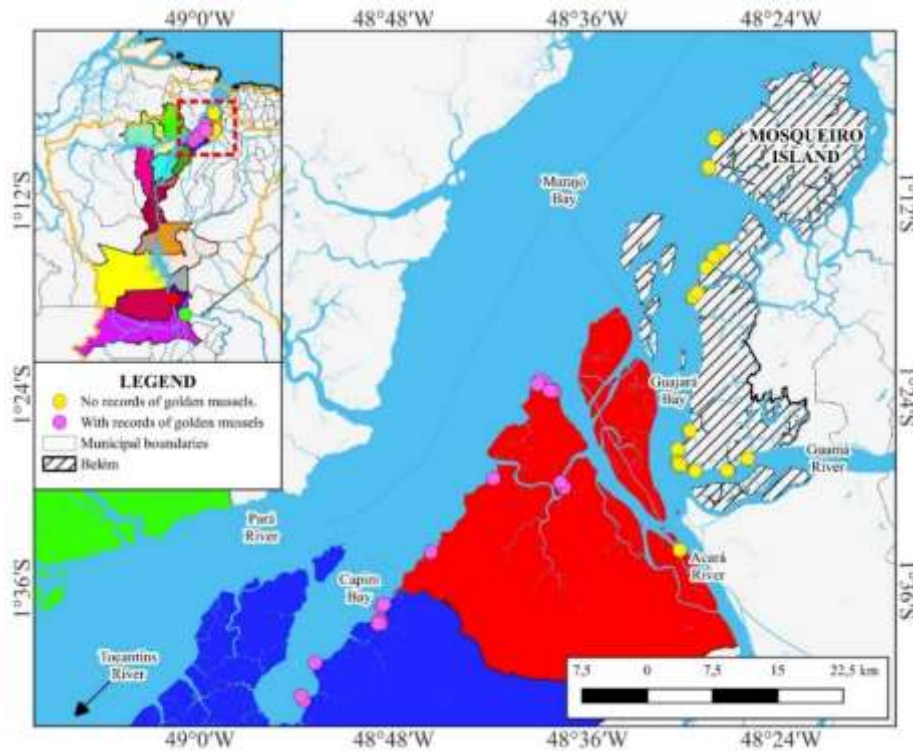 49°0'W 48°48'W 48°36'W 48°24'W
1°12'S
1°12'S
MOSQUEIRO
ISLAND
Marajó
Bay
LEGEND
No records of golden mussels.
With records of golden mussels
Municipal boundaries
Belém
1°24'S
1°24'S
Guajará
Bay
Guamá
River
Pará
River
Capim
Bay
Acará
River
1°36'S
1°36'S
Tocantins
River
7,5 0 7,5 15 22,5 km
49°0'W 48°48'W 48°36'W 48°24'W